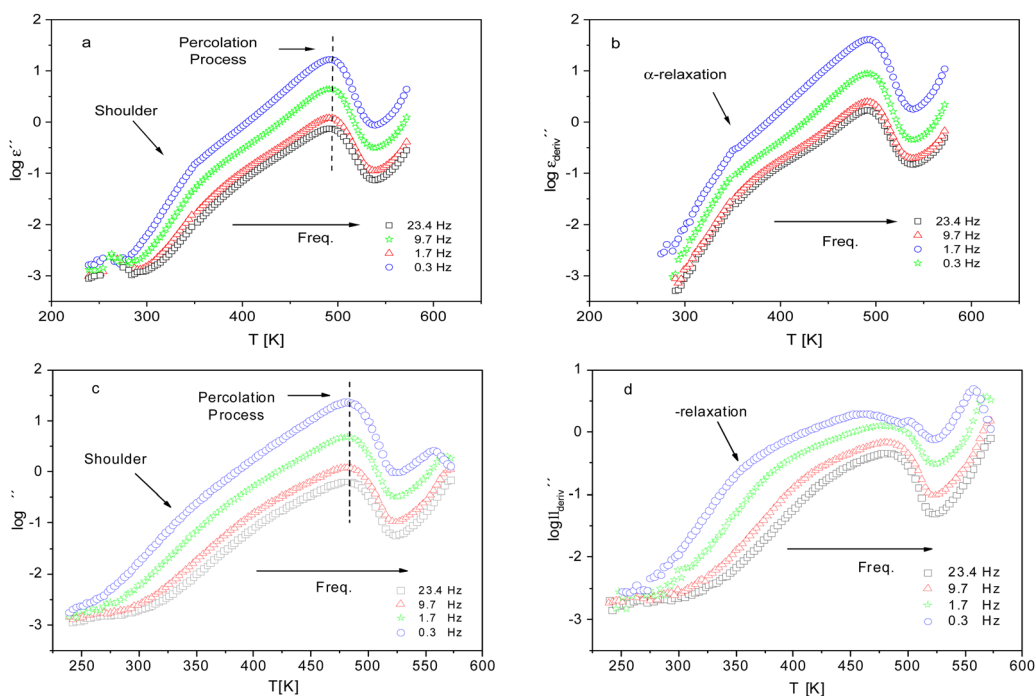 a
Percolation
Process
Shoulder
Freq.
23.4 Hz
9.7 Hz
1.7 Hz
0.3 Hz
log ε´´
2
1
0
-1
-2
-3
200 300 400 500 600
T [K]
b
α-relaxation
Freq.
23.4 Hz
9.7 Hz
1.7 Hz
0.3 Hz
log ε deriv´´
2
1
0
-1
-2
-3
200 300 400 500 600
T [K]
c
Percolation
Process
Shoulder
Freq.
23.4 Hz
9.7 Hz
1.7 Hz
0.3 Hz
log ´´
2
1
0
-1
-2
-3
250 300 350 400 450 500 550 600
T[K]
d
-relaxation
Freq.
23.4 Hz
9.7 Hz
1.7 Hz
0.3 Hz
deriv´´
1
0
-1
-2
-3
250 300 350 400 450 500 550 600
T [K]